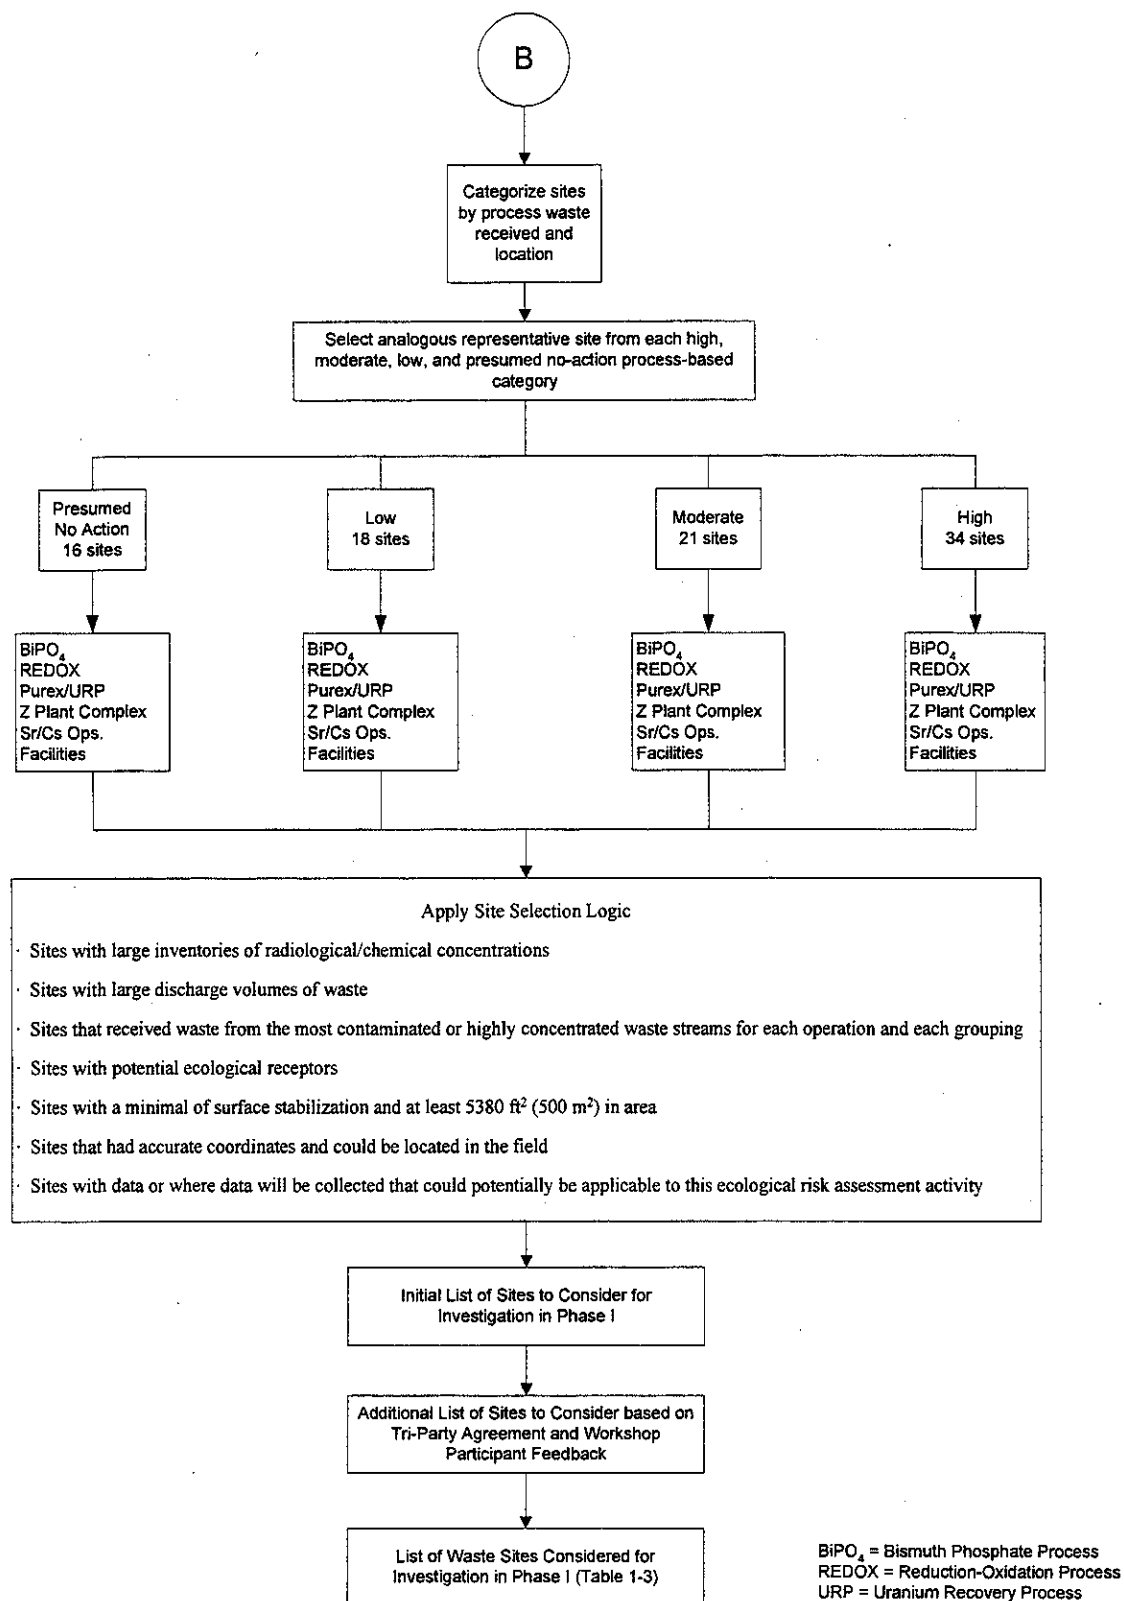 B
Categorize sites
by process waste
received and
location
Select analogous representative site from each high,
moderate, low, and presumed no-action process-based
category
Presumed
No Action
16 sites
Low
18 sites
Moderate
21 sites
High
34 sites
BiPO₄
REDOX
Purex/URP
Z Plant Complex
Sr/Cs Ops.
Facilities
BiPO₄
REDOX
Purex/URP
Z Plant Complex
Sr/Cs Ops.
Facilities
BiPO₄
REDOX
Purex/URP
Z Plant Complex
Sr/Cs Ops.
Facilities
BiPO₄
REDOX
Purex/URP
Z Plant Complex
Sr/Cs Ops.
Facilities
Apply Site Selection Logic
· Sites with large inventories of radiological/chemical concentrations
· Sites with large discharge volumes of waste
· Sites that received waste from the most contaminated or highly concentrated waste streams for each operation and each grouping
· Sites with potential ecological receptors
· Sites with a minimal of surface stabilization and at least 5380 ft² (500 m²) in area
· Sites that had accurate coordinates and could be located in the field
· Sites with data or where data will be collected that could potentially be applicable to this ecological risk assessment activity
Initial List of Sites to Consider for
Investigation in Phase I
Additional List of Sites to Consider based on
Tri-Party Agreement and Workshop
Participant Feedback
List of Waste Sites Considered for
Investigation in Phase I (Table 1-3)
BiPO₄ = Bismuth Phosphate Process
REDOX = Reduction-Oxidation Process
URP = Uranium Recovery Process